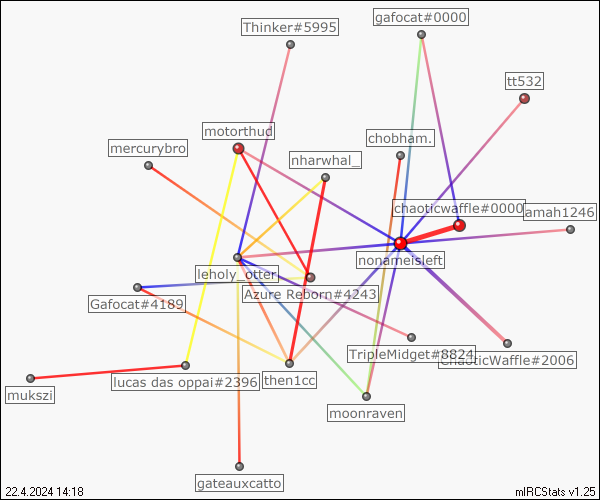 gafocat#0000
Thinker#5995
tt532
motorthud
chobham.
mercurybro
nharwhal_
chaoticwaffle#0000
amah1246
nonameisleft
leholy_otter
Azure Reborn#4243
Gafocat#4189
TripleMidget#8824
ChaoticWaffle#2006
then1cc
lucas das oppai#2396
mukszi
moonraven
gateauxcatto
22.4.2024 14:18
mIRCStats v1.25